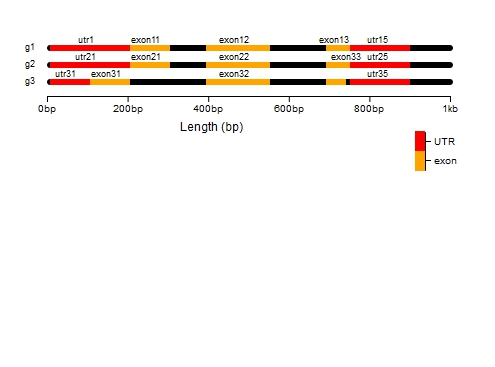 utr1 exon11 exon12 exon13 utr15
g1
utr21 exon21 exon22 exon33 utr25
g2
utr31 exon31 exon32 utr35
g3
0bp 200bp 400bp 600bp 800bp 1kb
Length (bp)
UTR
exon